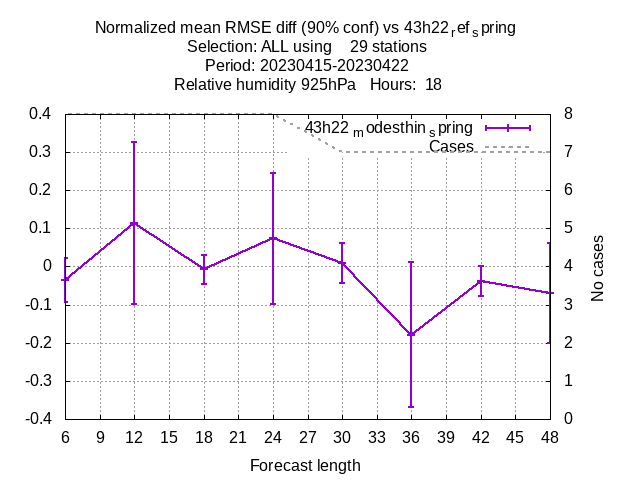 Normalized mean RMSE diff (90% conf) vs 43h22refspring
Selection: ALL using 29 stations
Period: 20230415-20230422
Relative humidity 925hPa Hours: 18
0.4
0.3
0.2
0.1
0
-0.1
-0.2
-0.3
-0.4
43h22modesthinspring
Cases
8
7
6
5
4
3
2
1
0
No cases
6 9 12 15 18 21 24 27 30 33 36 39 42 45 48
Forecast length